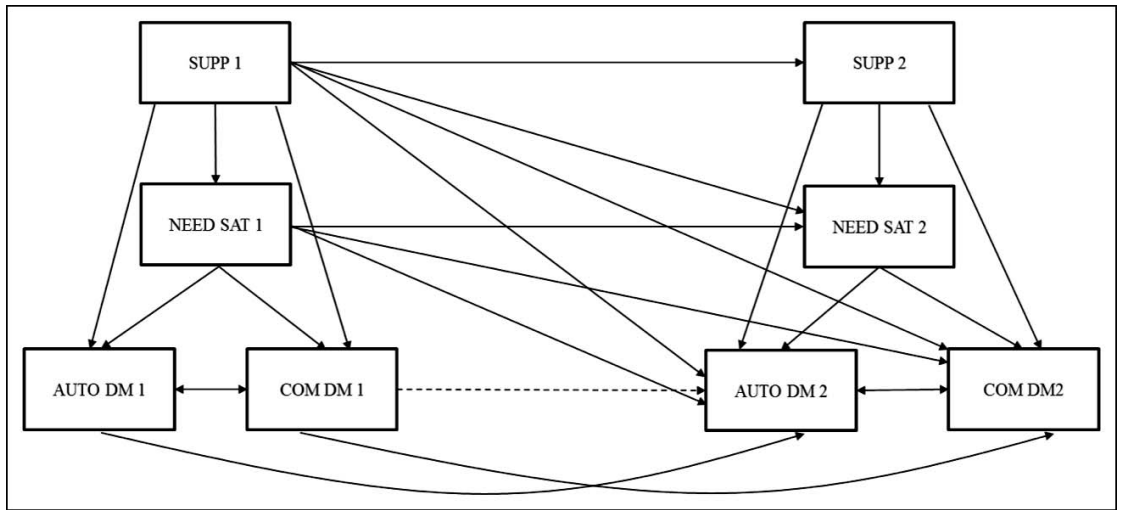 SUPP 1
SUPP 2
NEED SAT 1
NEED SAT 2
AUTO DM 1
COM DM 1
AUTO DM 2
COM DM2